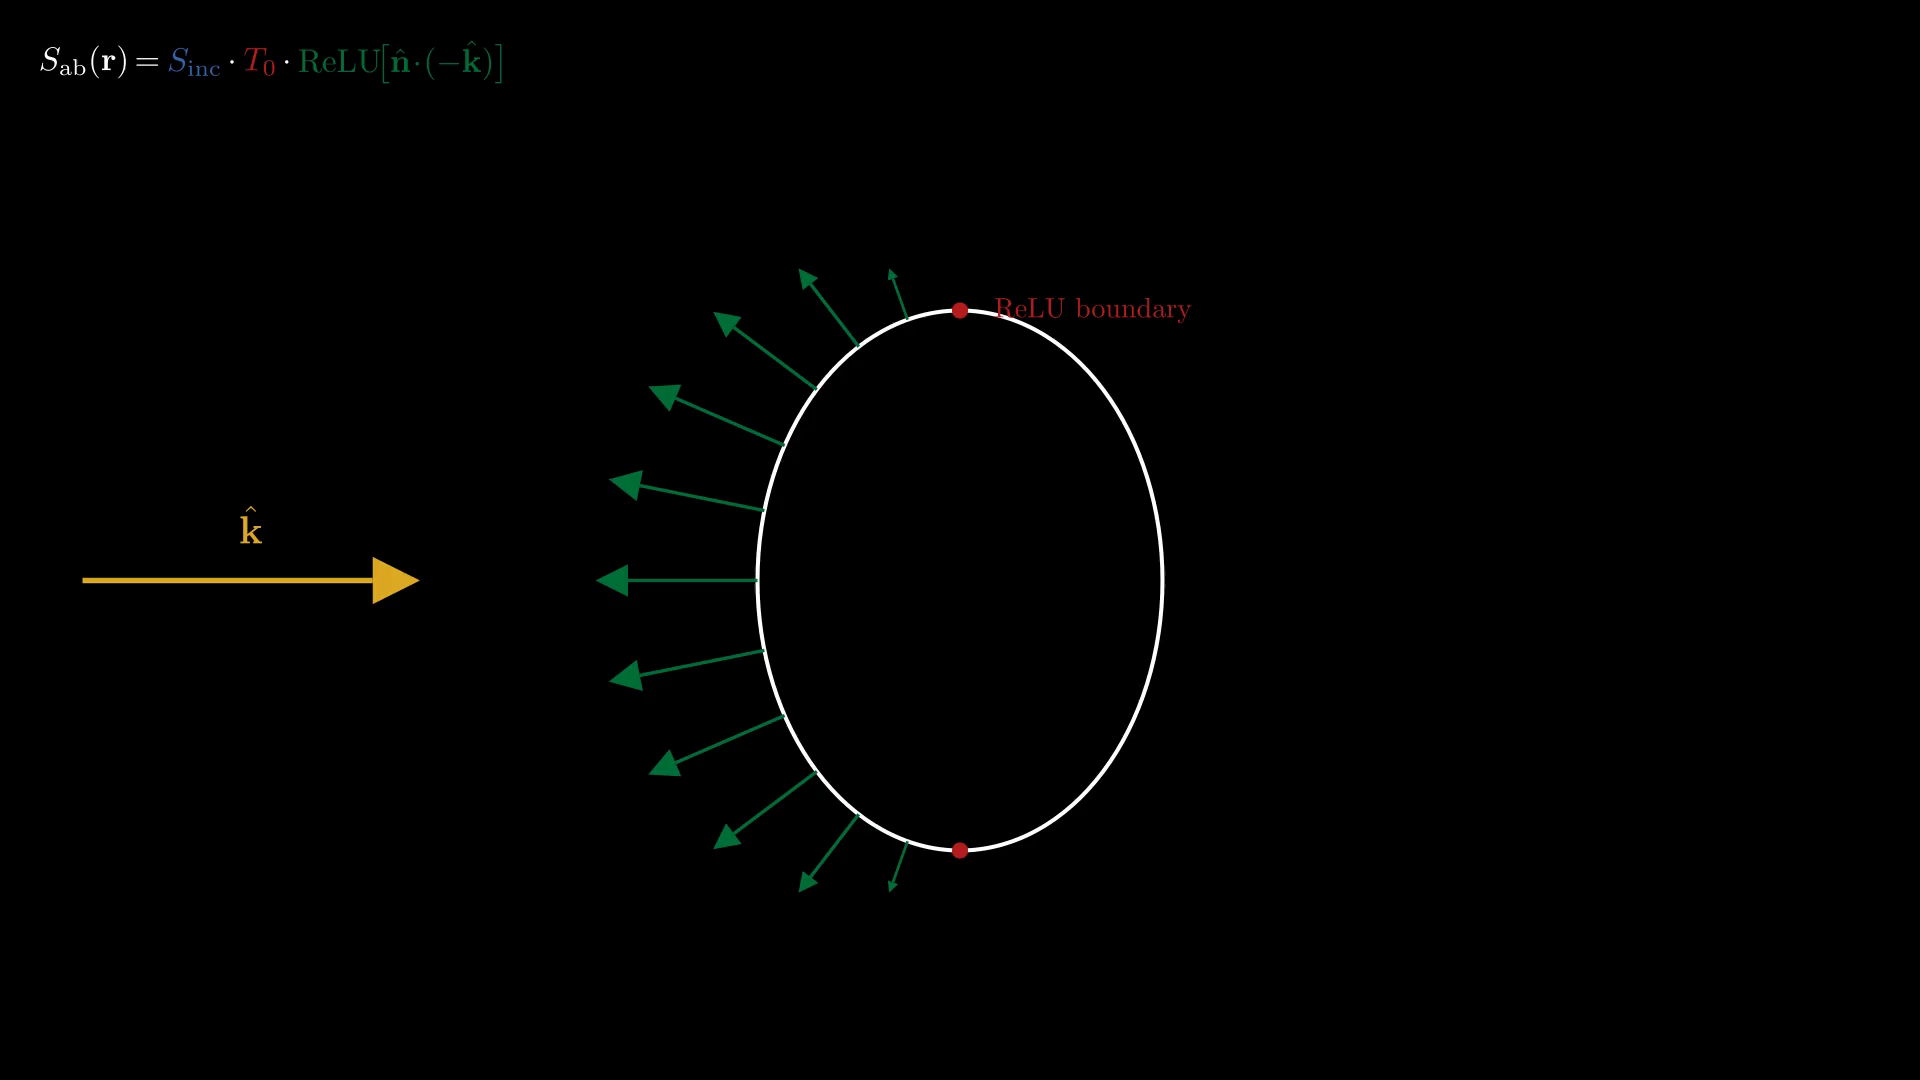 S_ab(r) = S_inc · T_0 · ReLU[n̂·(−k̂)]
ReLU boundary
k̂